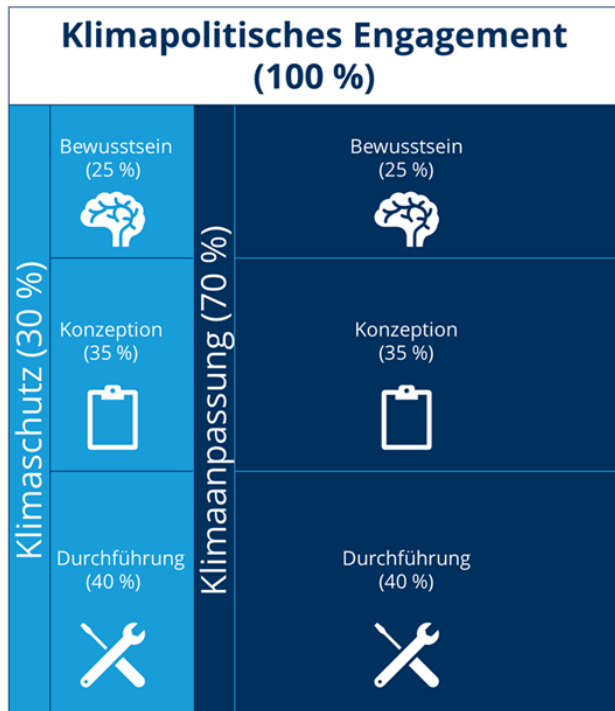 Klimapolitisches Engagement
(100 %)
Klimaschutz (30 %)
Bewusstsein
(25 %)
Konzeption
(35 %)
Durchführung
(40 %)
Klimaanpassung (70 %)
Bewusstsein
(25 %)
Konzeption
(35 %)
Durchführung
(40 %)